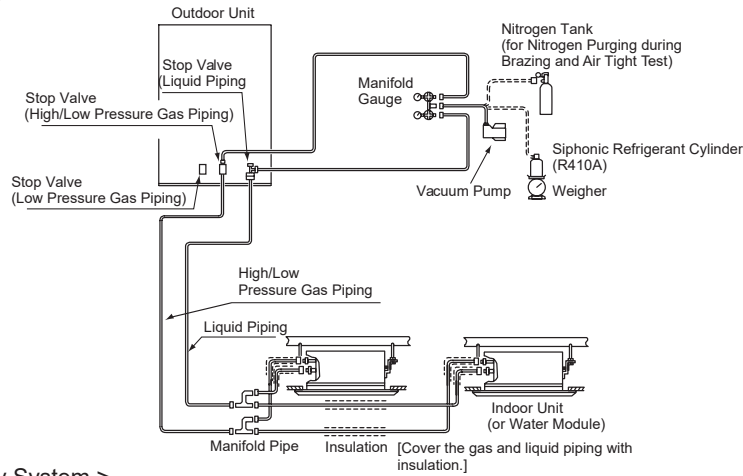 Outdoor Unit
Nitrogen Tank
(for Nitrogen Purging during
Brazing and Air Tight Test)
Stop Valve
(Liquid Piping
Manifold
Gauge
Stop Valve
(High/Low Pressure Gas Piping)
Siphonic Refrigerant Cylinder
(R410A)
Stop Valve
(Low Pressure Gas Piping)
Vacuum Pump
Weigher
High/Low
Pressure Gas Piping
Liquid Piping
Indoor Unit
(or Water Module)
Manifold Pipe
Insulation
[Cover the gas and liquid piping with
insulation.]
System >